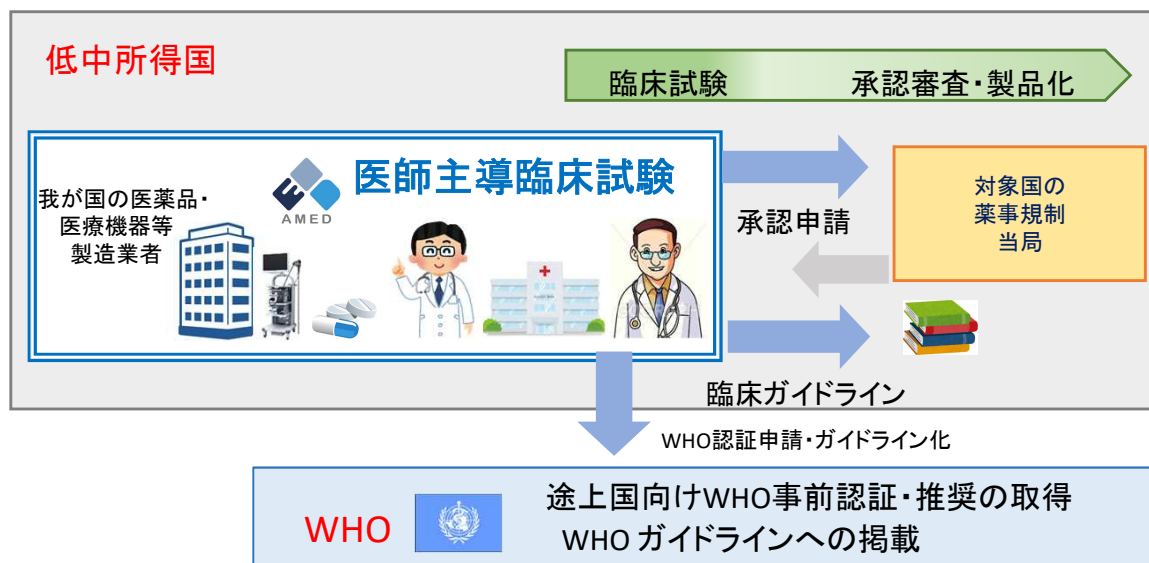 低中所得国
臨床試験
承認審査・製品化
医師主導臨床試験
AMED
我が国の医薬品・
医療機器等
製造業者
承認申請
対象国の
薬事規制
当局
臨床ガイドライン
WHO認証申請・ガイドライン化
WHO
途上国向けWHO事前認証・推奨の取得
WHO ガイドラインへの掲載